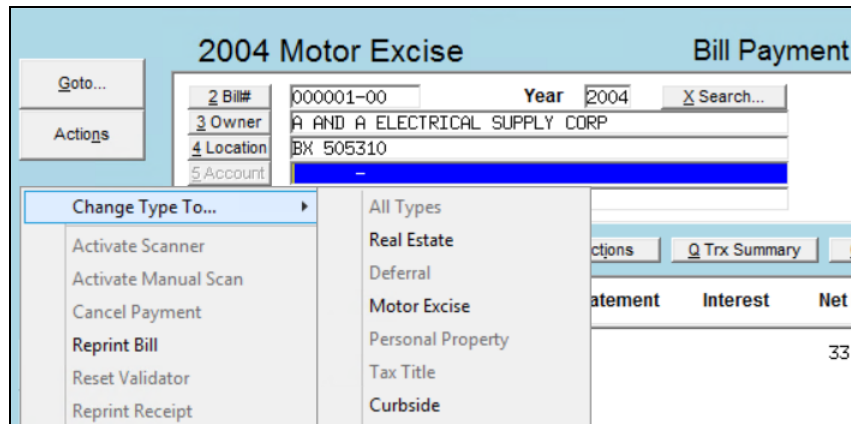 2004 Motor Excise Bill Payment
Goto...
Actions
2 Bill# 000001-00 Year 2004 X Search...
3 Owner A AND A ELECTRICAL SUPPLY CORP
4 Location BX 505310
5 Account -
Change Type To...
Activate Scanner
Activate Manual Scan
Cancel Payment
Reprint Bill
Reset Validator
Reprint Receipt
All Types
Real Estate
Deferral
Motor Excise
Personal Property
Tax Title
Curbside
ctions Q Trx Summary
atement Interest Net
33